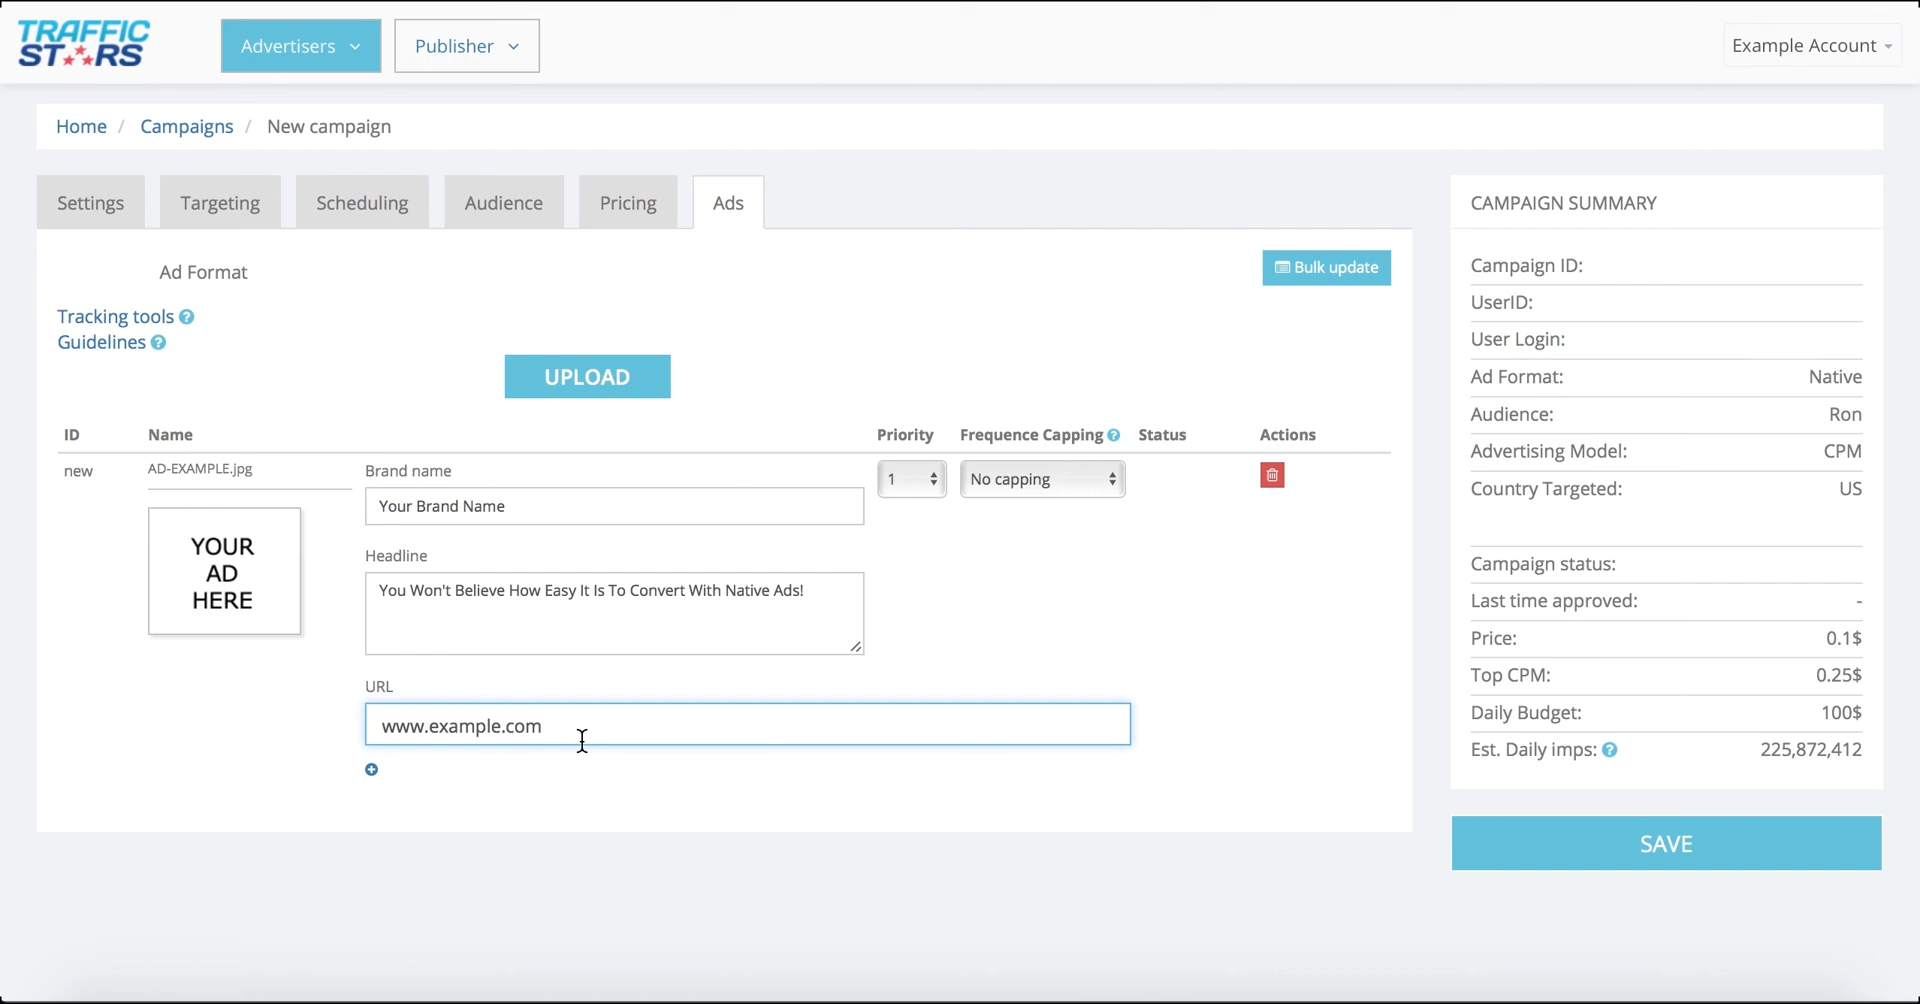 TRAFFIC
STARS
Advertisers
Publisher
Example Account
Home / Campaigns / New campaign
Settings
Targeting
Scheduling
Audience
Pricing
Ads
Ad Format
Bulk update
Tracking tools ?
Guidelines ?
UPLOAD
ID Name Priority Frequence Capping ? Status Actions
new
AD-EXAMPLE.jpg
YOUR
AD
HERE
Brand name
Your Brand Name
1
No capping
Headline
You Won't Believe How Easy It Is To Convert With Native Ads!
URL
www.example.com
CAMPAIGN SUMMARY
Campaign ID:
UserID:
User Login:
Ad Format: Native
Audience: Ron
Advertising Model: CPM
Country Targeted: US
Campaign status:
Last time approved: -
Price: 0.1$
Top CPM: 0.25$
Daily Budget: 100$
Est. Daily imps: ? 225,872,412
SAVE